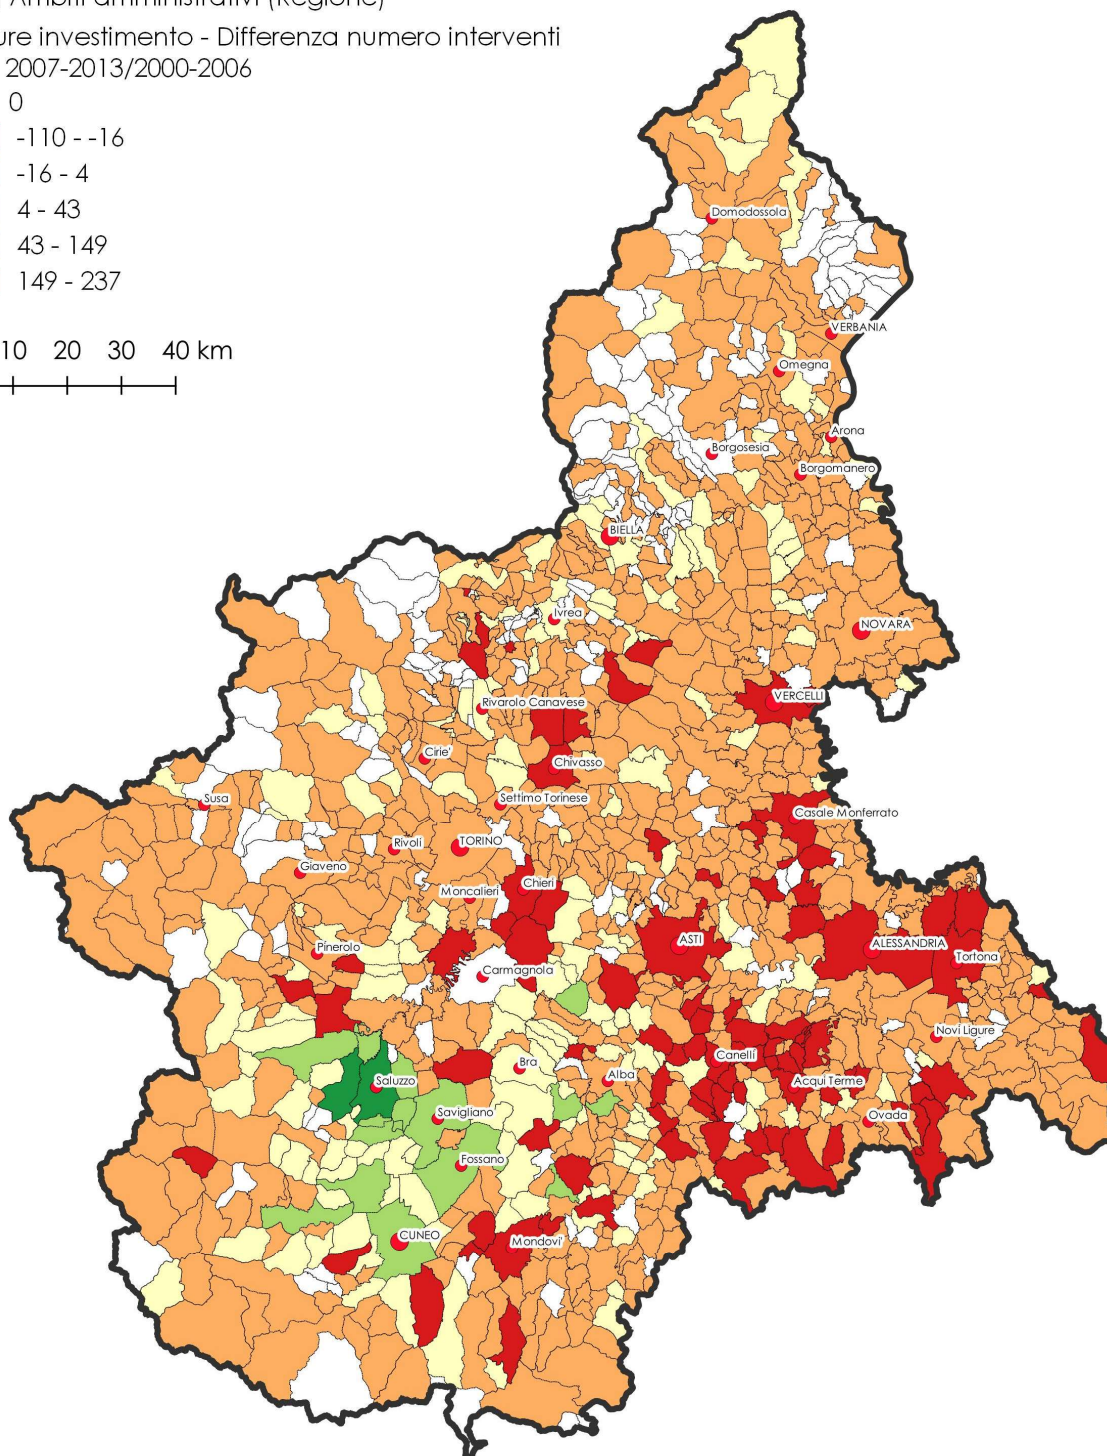 Ambiti amministrativi (Regione)
ure investimento - Differenza numero interventi
2007-2013/2000-2006
0
-110 - -16
-16 - 4
4 - 43
43 - 149
149 - 237
10 20 30 40 km
Domodossola
VERBANIA
Omegna
Arona
Borgosesia
Borgomanero
BIELLA
Ivrea
NOVARA
VERCELLI
Rivarolo Canavese
Cirie'
Chivasso
Susa
Settimo Torinese
Casale Monferrato
Rivoli
TORINO
Giaveno
Chieri
Moncalieri
Pinerolo
ASTI
ALESSANDRIA
Tortona
Carmagnola
Novi Ligure
Canelli
Bra
Alba
Saluzzo
Acqui Terme
Savigliano
Ovada
Fossano
CUNEO
Mondovi'